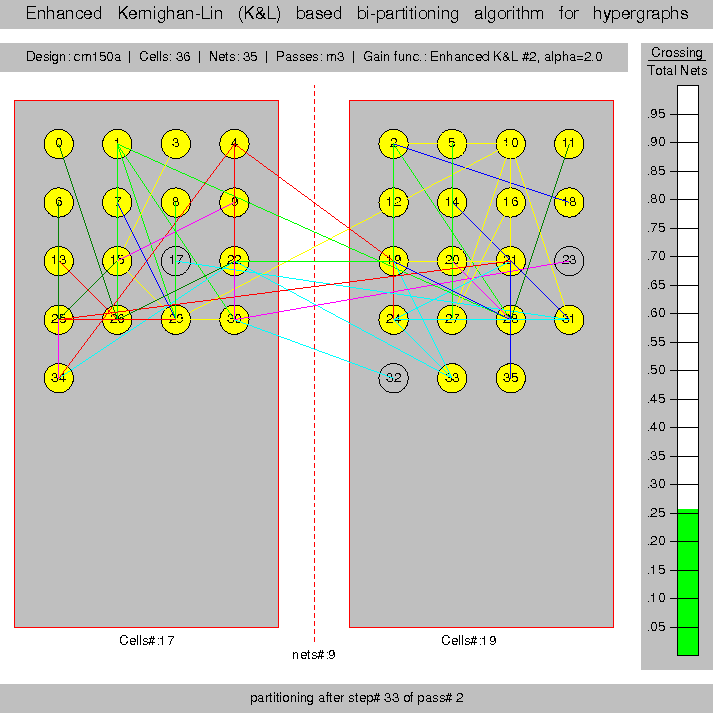 Enhanced Kernighan-Lin (K&L) based bi-partitioning algorithm for hypergraphs
Design: cm150a | Cells: 36 | Nets: 35 | Passes: m3 | Gain func.: Enhanced K&L #2, alpha=2.0
Crossing
Total Nets
0 1 3 4 2 5 10 11
6 7 8 9 12 14 16 18
13 15 17 22 19 20 21 23
25 26 29 30 24 27 28 31
34 32 33 35
.95
.90
.85
.80
.75
.70
.65
.60
.55
.50
.45
.40
.35
.30
.25
.20
.15
.10
.05
Cells#:17
Cells#:19
nets#:9
partitioning after step# 33 of pass# 2